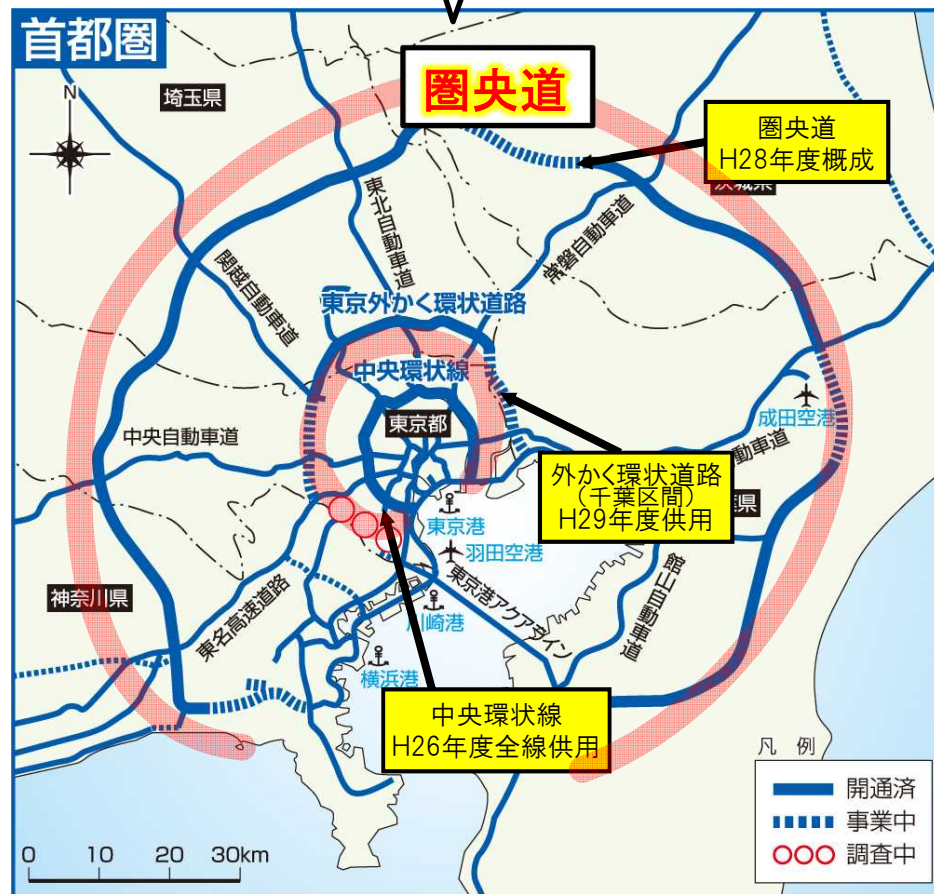 首都圏
圏央道
N
埼玉県
圏央道
H28年度概成
茨城県
東北自動車道
常磐自動車道
関越自動車道
東京外かく環状道路
中央環状線
東京都
中央自動車道
成田空港
動車道
外かく環状道路
(千葉区間)
H29年度供用
県
東京港
羽田空港
東京港アクアライン
館山自動車道
神奈川県
東名高速道路
川崎港
横浜港
中央環状線
H26年度全線供用
凡 例
開通済
事業中
調査中
0 10 20 30km